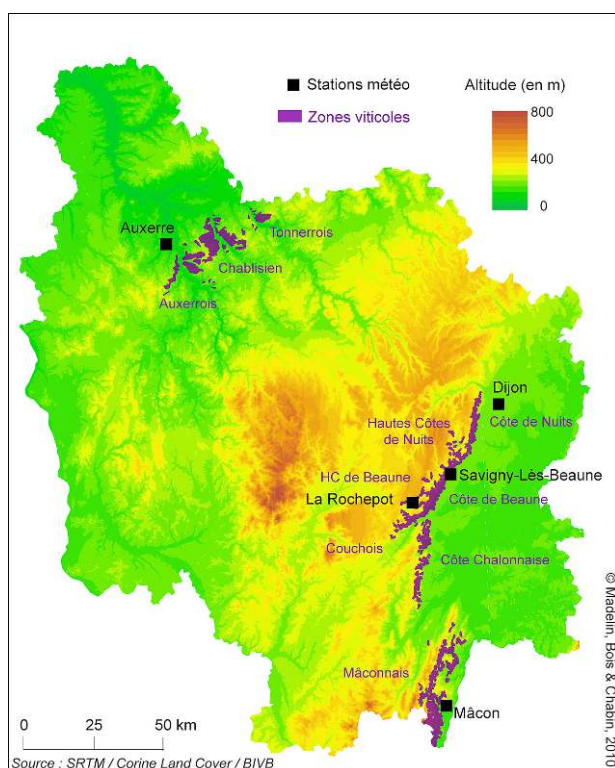 Stations météo
Zones viticoles
Altitude (en m)
800
400
0
Auxerre
Tonnerrois
Chablisien
Auxerrois
Dijon
Hautes Côtes
de Nuits
Côte de Nuits
HC de Beaune
Savigny-Lès-Beaune
La Rochepot
Côte de Beaune
Couchois
Côte Chalonnaise
Mâconnais
Mâcon
0 25 50 km
Source : SRTM / Corine Land Cover / BIVB
© Madelin, Bois & Chabin, 2010